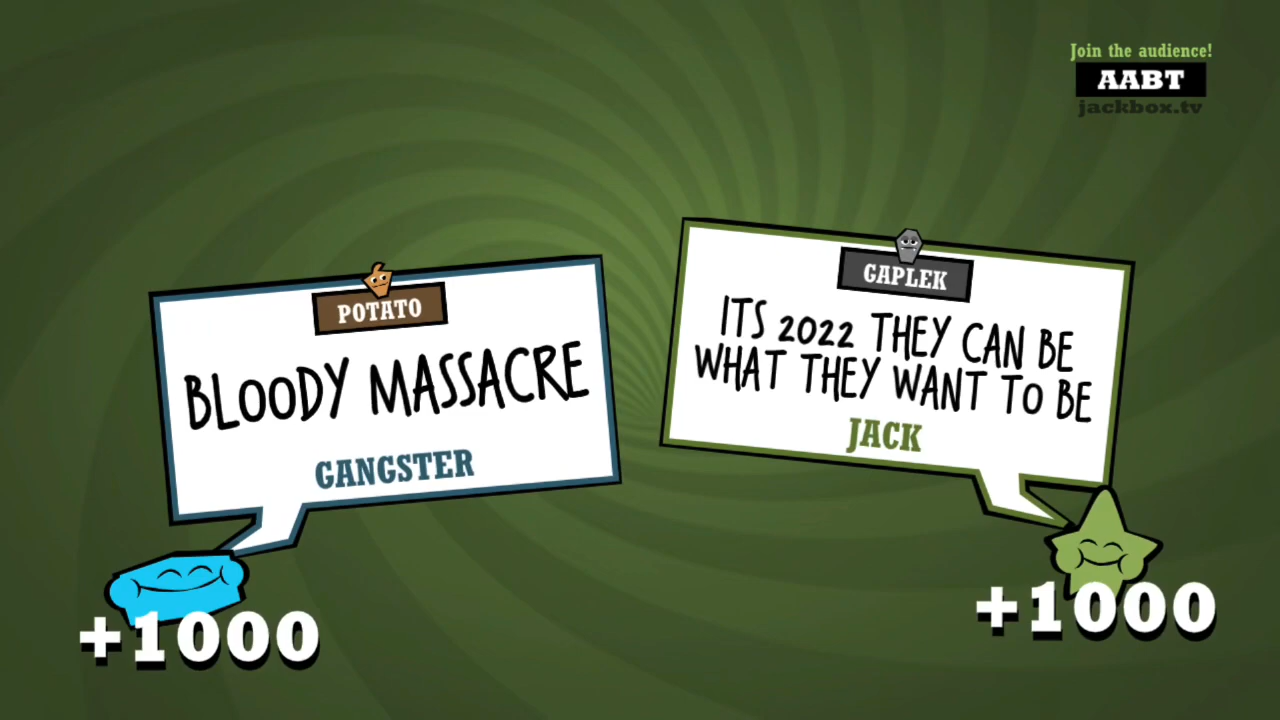 Join the audience!
AABT
jackbox.tv
POTATO
BLOODY MASSACRE
GANGSTER
+1000
GAPLEK
ITS 2022 THEY CAN BE
WHAT THEY WANT TO BE
JACK
+1000